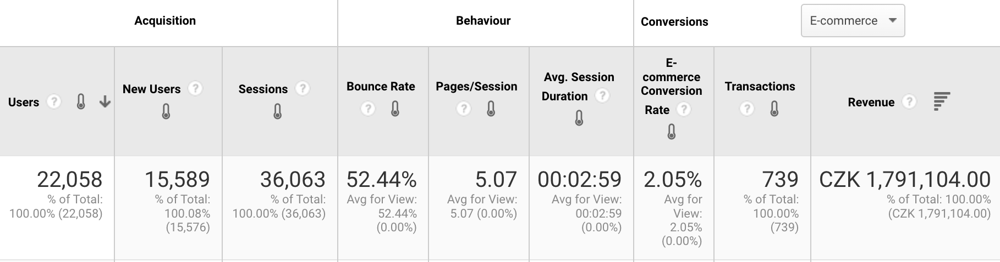 Acquisition
Behaviour
Conversions
E-commerce
Users ?
New Users ?
Sessions ?
Bounce Rate
?
Pages/Session
?
Avg. Session
Duration ?
E-
commerce
Conversion
Rate ?
Transactions
?
Revenue ?
22,058
% of Total:
100.00% (22,058)
15,589
% of Total:
100.08%
(15,576)
36,063
% of Total:
100.00% (36,063)
52.44%
Avg for View:
52.44%
(0.00%)
5.07
Avg for View:
5.07 (0.00%)
00:02:59
Avg for View:
00:02:59
(0.00%)
2.05%
Avg for
View:
2.05%
(0.00%)
739
% of Total:
100.00%
(739)
CZK 1,791,104.00
% of Total: 100.00%
(CZK 1,791,104.00)